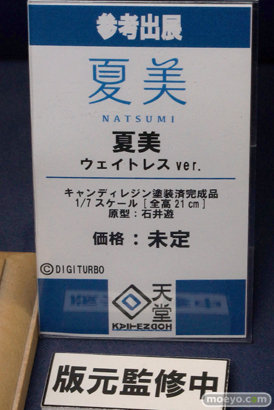 参考出展
夏美
NATSUMI
夏美
ウェイトレス ver.
キャンディレジン塗装済完成品
1/7 スケール [ 全高 21 cm ]
原型：石井遊
価格：未定
©DIGITURBO
天
堂
版元監修中
moeyo.com